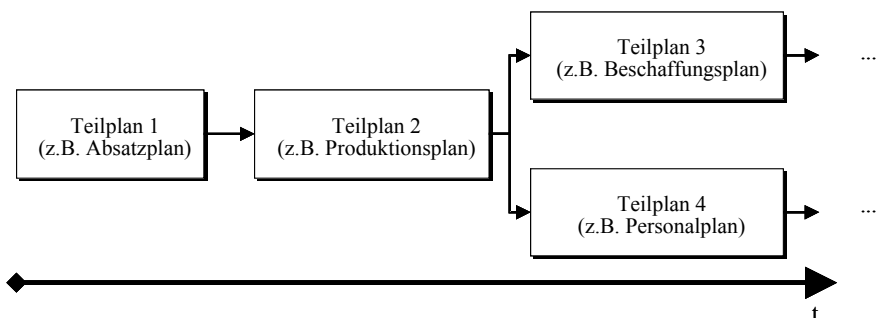 Teilplan 1
(z.B. Absatzplan)
Teilplan 2
(z.B. Produktionsplan)
Teilplan 3
(z.B. Beschaffungsplan)
...
Teilplan 4
(z.B. Personalplan)
...
t